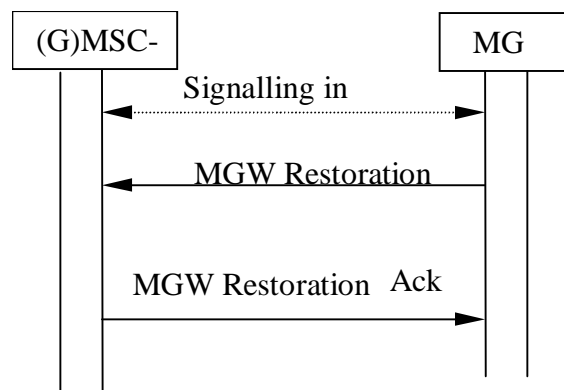 (G)MSC-
MG
Signalling in
MGW Restoration
MGW Restoration Ack